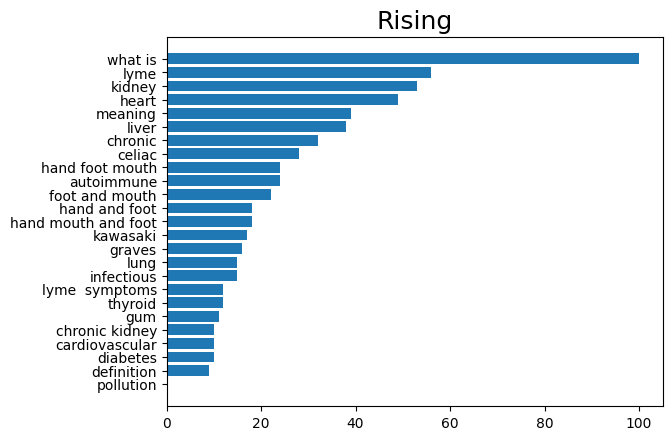 Rising
what is
lyme
kidney
heart
meaning
liver
chronic
celiac
hand foot mouth
autoimmune
foot and mouth
hand and foot
hand mouth and foot
kawasaki
graves
lung
infectious
lyme  symptoms
thyroid
gum
chronic kidney
cardiovascular
diabetes
definition
pollution
0 20 40 60 80 100